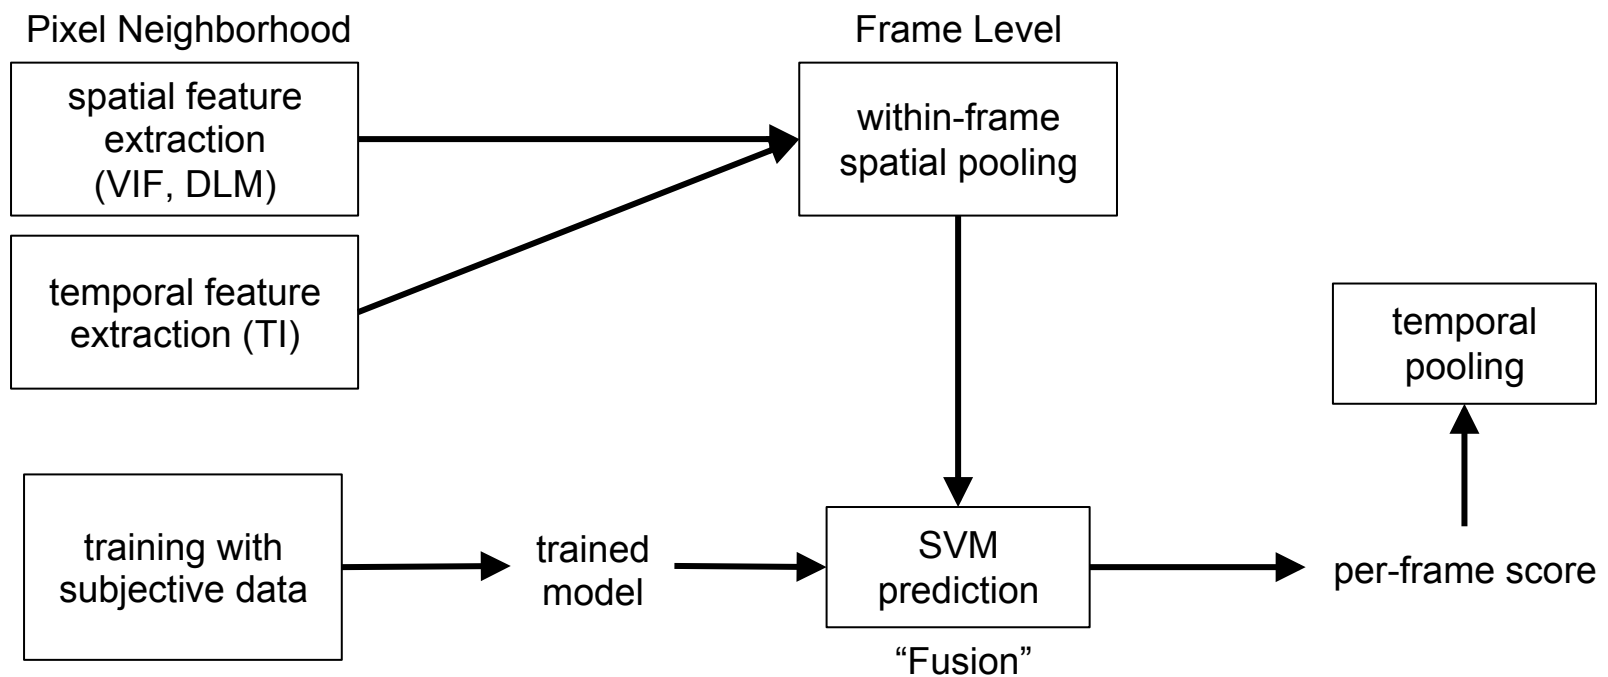 Pixel Neighborhood
spatial feature
extraction
(VIF, DLM)
temporal feature
extraction (TI)
Frame Level
within-frame
spatial pooling
training with
subjective data
trained
model
SVM
prediction
“Fusion”
per-frame score
temporal
pooling